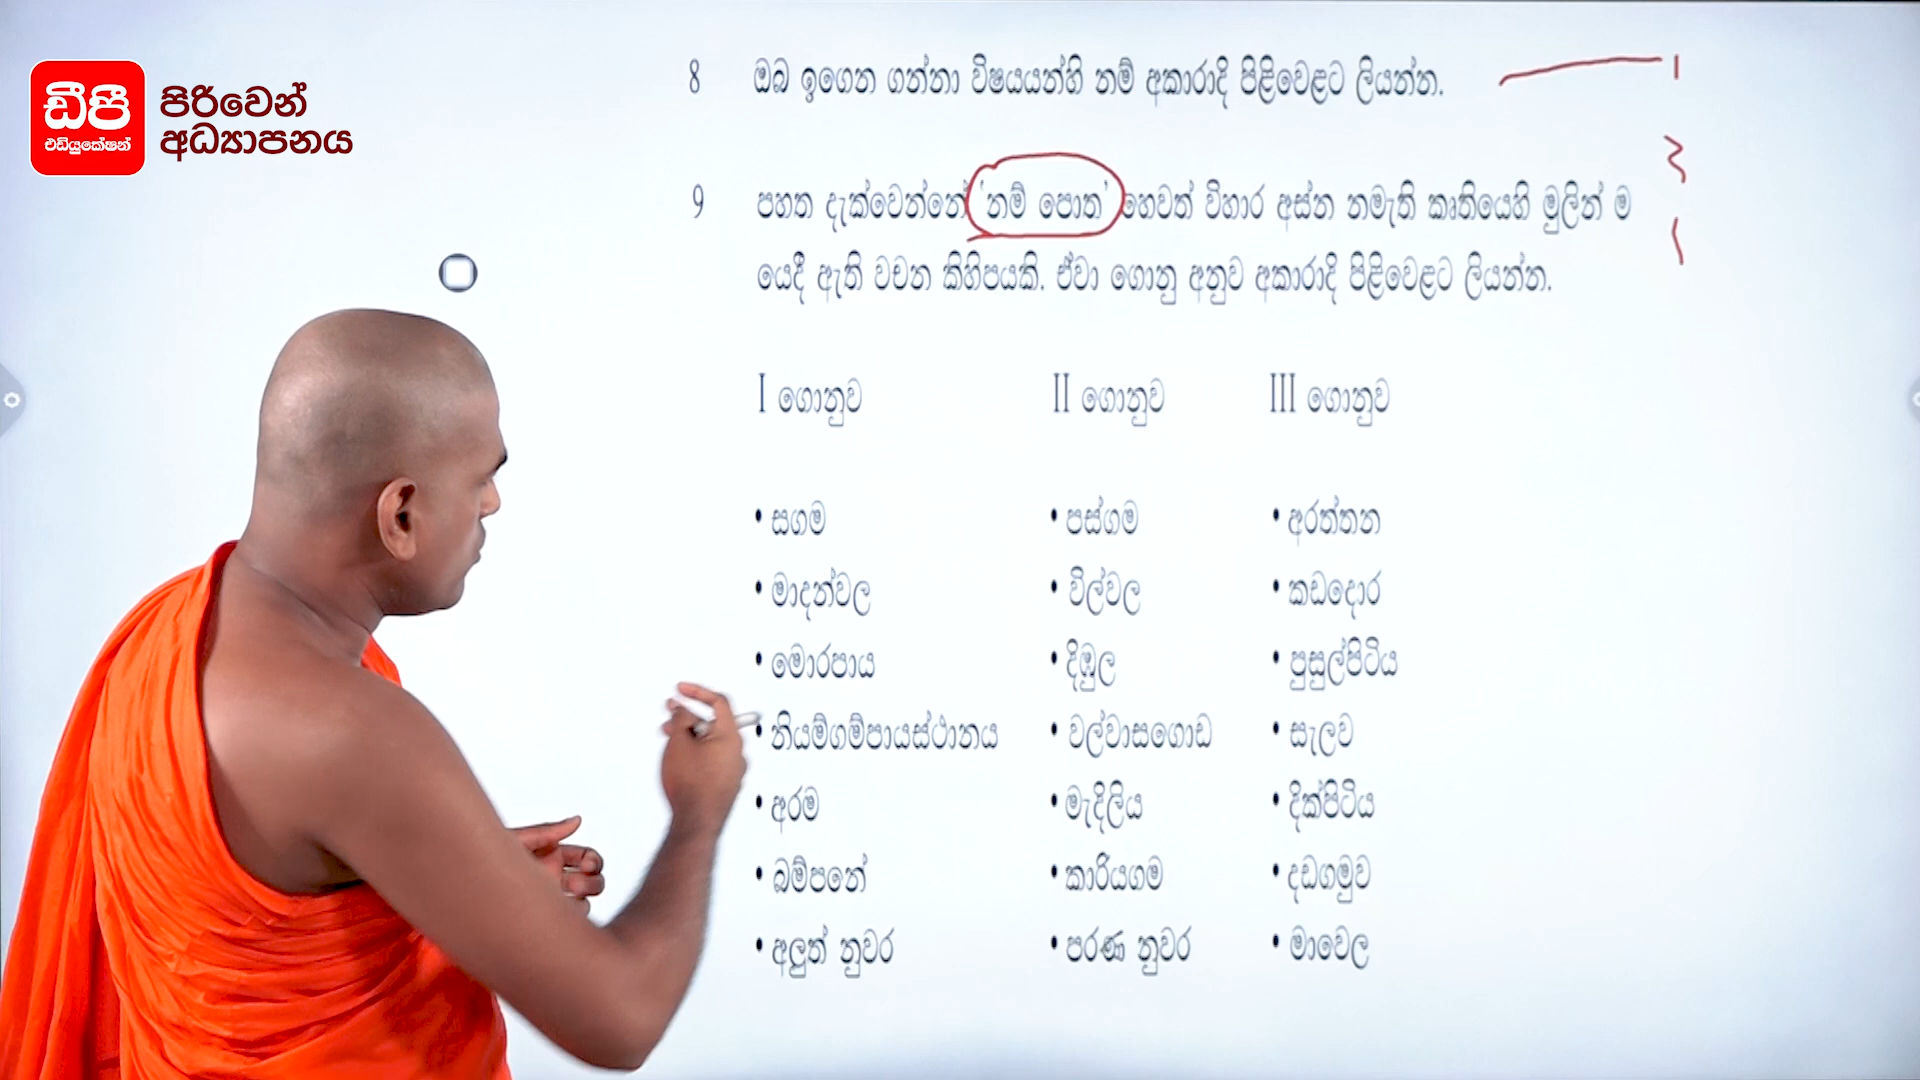 ඩීපී
එඩියුකේෂන්
පිරිවෙන්
අධ්‍යාපනය
8 ඔබ ඉගෙන ගන්නා විෂයයන්හි නම් අකාරාදි පිළිවෙළට ලියන්න.
9 පහත දැක්වෙන්නේ 'නම් පොත' හෙවත් විහාර අස්න නමැති කෘතියෙහි මුලින් ම
යෙදී ඇති වචන කිහිපයකි. ඒවා ගොනු අනුව අකාරාදි පිළිවෙළට ලියන්න.
I ගොනුව II ගොනුව III ගොනුව
• සගම • පස්ගම • අරත්තන
• මාදන්වල • විල්වල • කඩදොර
• මොරපාය • දිඹුල • පුසුල්පිටිය
• නියම්ගම්පායස්ථානය • වල්වාසගොඩ • සැලව
• අරම • මැදිලිය • දික්පිටිය
• බම්පනේ • කාරියගම • දඩගමුව
• අලුත් නුවර • පරණ නුවර • මාවෙල